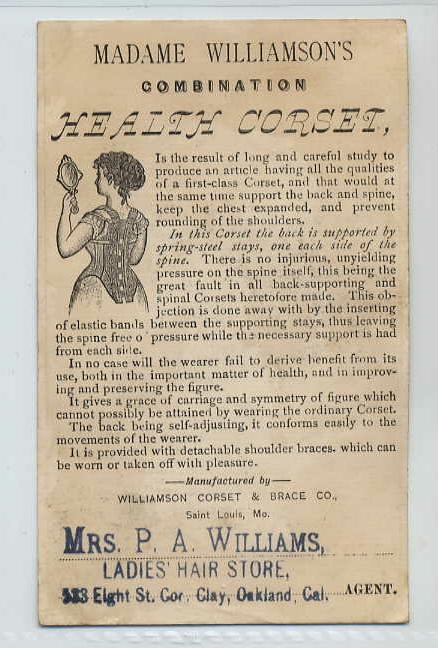 MADAME WILLIAMSON'S
COMBINATION
HEALTH CORSET,
Is the result of long and careful study to
produce an article having all the qualities
of a first-class Corset, and that would at
the same time support the back and spine,
keep the chest expanded, and prevent
rounding of the shoulders.
In this Corset the back is supported by
spring-steel stays, one each side of the
spine. There is no injurious, unyielding
pressure on the spine itself, this being the
great fault in all back-supporting and
spinal Corsets heretofore made. This ob-
jection is done away with by the inserting
of elastic bands between the supporting stays, thus leaving
the spine free o' pressure while the necessary support is had
from each side.
In no case will the wearer fail to derive benefit from its
use, both in the important matter of health, and in improv-
ing and preserving the figure.
It gives a grace of carriage and symmetry of figure which
cannot possibly be attained by wearing the ordinary Corset.
The back being self-adjusting, it conforms easily to the
movements of the wearer.
It is provided with detachable shoulder braces. which can
be worn or taken off with pleasure.
—Manufactured by—
WILLIAMSON CORSET & BRACE CO.,
Saint Louis, Mo.
MRS. P. A. WILLIAMS,
LADIES' HAIR STORE,
Eight St. Cor. Clay, Oakland, Cal. AGENT.